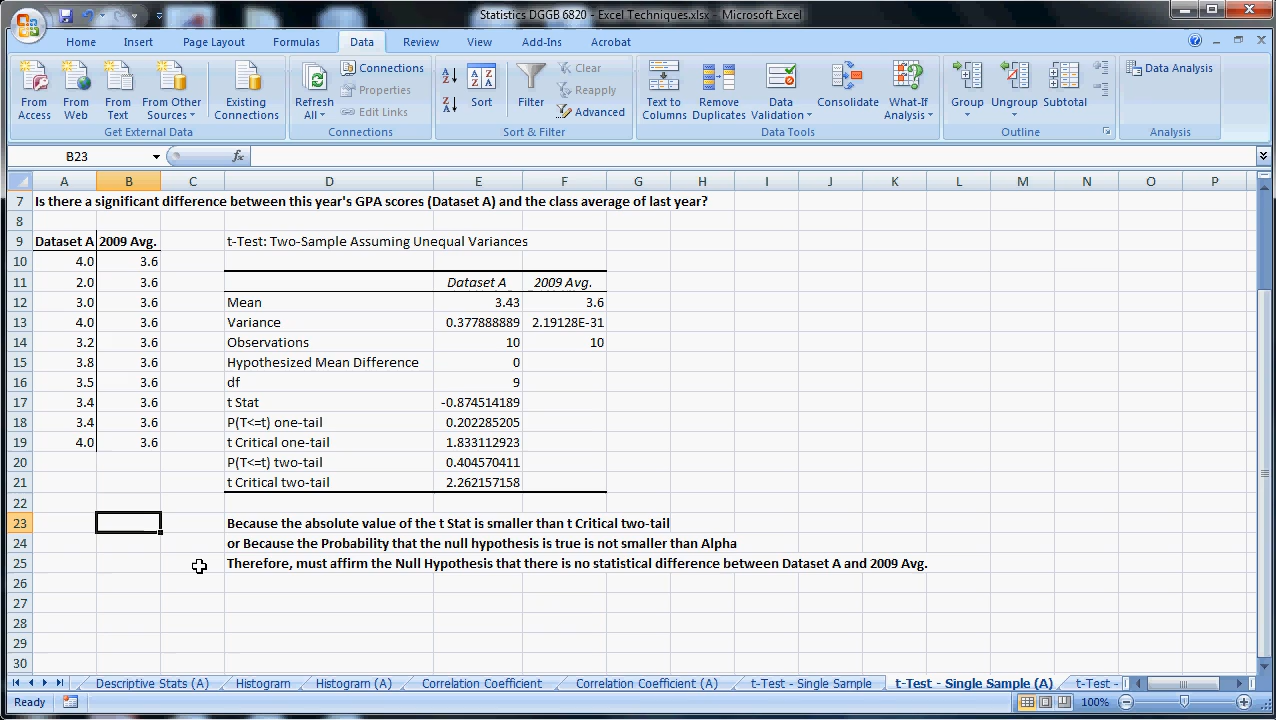 Statistics DGGB 6820 - Excel Techniques.xlsx - Microsoft Excel
Home Insert Page Layout Formulas Data Review View Add-Ins Acrobat
From Access
From Web
From Text
From Other Sources
Existing Connections
Get External Data
Refresh All
Connections
Properties
Edit Links
Connections
Sort
Filter
Clear
Reapply
Advanced
Sort & Filter
Text to Columns
Remove Duplicates
Data Validation
Consolidate
What-If Analysis
Data Tools
Group
Ungroup
Subtotal
Outline
Data Analysis
Analysis
B23 fx
A B C D E F G H I J K L M N O P
7 Is there a significant difference between this year's GPA scores (Dataset A) and the class average of last year?
8
9 Dataset A 2009 Avg. t-Test: Two-Sample Assuming Unequal Variances
10 4.0 3.6
11 2.0 3.6 Dataset A 2009 Avg.
12 3.0 3.6 Mean 3.43 3.6
13 4.0 3.6 Variance 0.377888889 2.19128E-31
14 3.2 3.6 Observations 10 10
15 3.8 3.6 Hypothesized Mean Difference 0
16 3.5 3.6 df 9
17 3.4 3.6 t Stat -0.874514189
18 3.4 3.6 P(T<=t) one-tail 0.202285205
19 4.0 3.6 t Critical one-tail 1.833112923
20 P(T<=t) two-tail 0.404570411
21 t Critical two-tail 2.262157158
22
23 Because the absolute value of the t Stat is smaller than t Critical two-tail
24 or Because the Probability that the null hypothesis is true is not smaller than Alpha
25 Therefore, must affirm the Null Hypothesis that there is no statistical difference between Dataset A and 2009 Avg.
26
27
28
29
30
Descriptive Stats (A) Histogram Histogram (A) Correlation Coefficient Correlation Coefficient (A) t-Test - Single Sample t-Test - Single Sample (A) t-Test -
Ready 100%